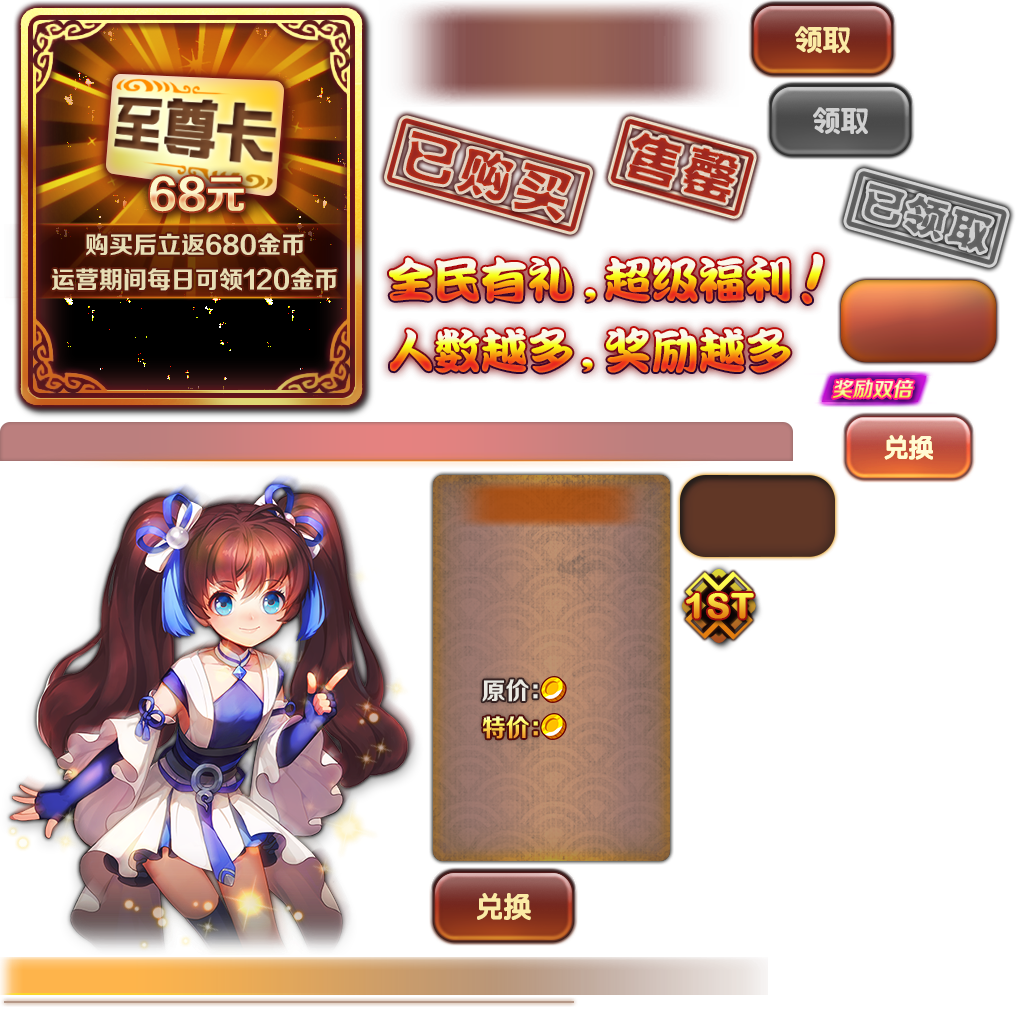 至尊卡
68元
购买后立返680金币
运营期间每日可领120金币
领取
领取
已购买
售罄
已领取
全民有礼,超级福利!
人数越多,奖励越多
奖励双倍
兑换
1ST
原价:
特价:
兑换